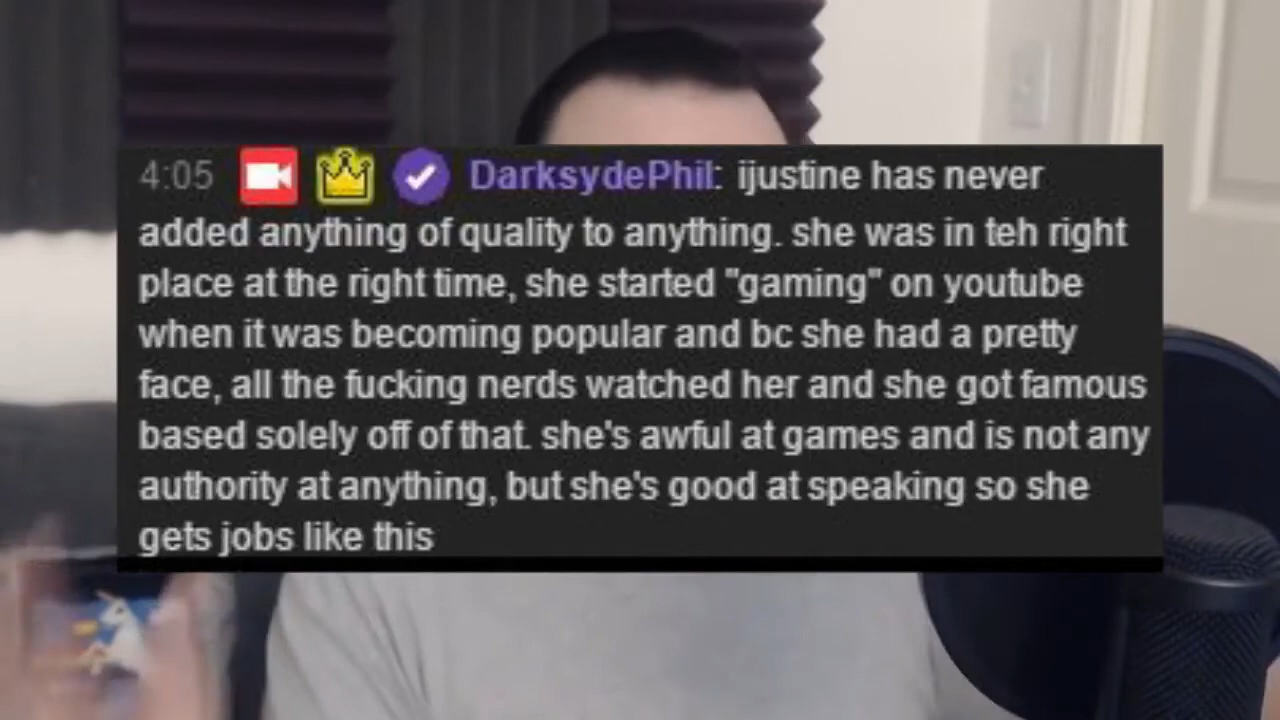 4:05 DarksydePhil: ijustine has never
added anything of quality to anything. she was in teh right
place at the right time, she started "gaming" on youtube
when it was becoming popular and bc she had a pretty
face, all the fucking nerds watched her and she got famous
based solely off of that. she's awful at games and is not any
authority at anything, but she's good at speaking so she
gets jobs like this